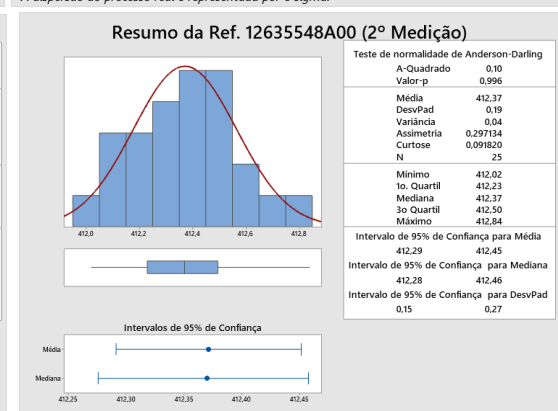 Resumo da Ref. 12635548A00 (2º Medição)
Teste de normalidade de Anderson-Darling
A-Quadrado 0,10
Valor-p 0,996
Média 412,37
DesvPad 0,19
Variância 0,04
Assimetria 0,297134
Curtose 0,091820
N 25
Mínimo 412,02
1o. Quartil 412,23
Mediana 412,37
3o Quartil 412,50
Máximo 412,84
Intervalo de 95% de Confiança para Média
412,29 412,45
Intervalo de 95% de Confiança para Mediana
412,28 412,46
Intervalo de 95% de Confiança para DesvPad
0,15 0,27
412,0 412,2 412,4 412,6 412,8
Intervalos de 95% de Confiança
Média
Mediana
412,25 412,30 412,35 412,40 412,45